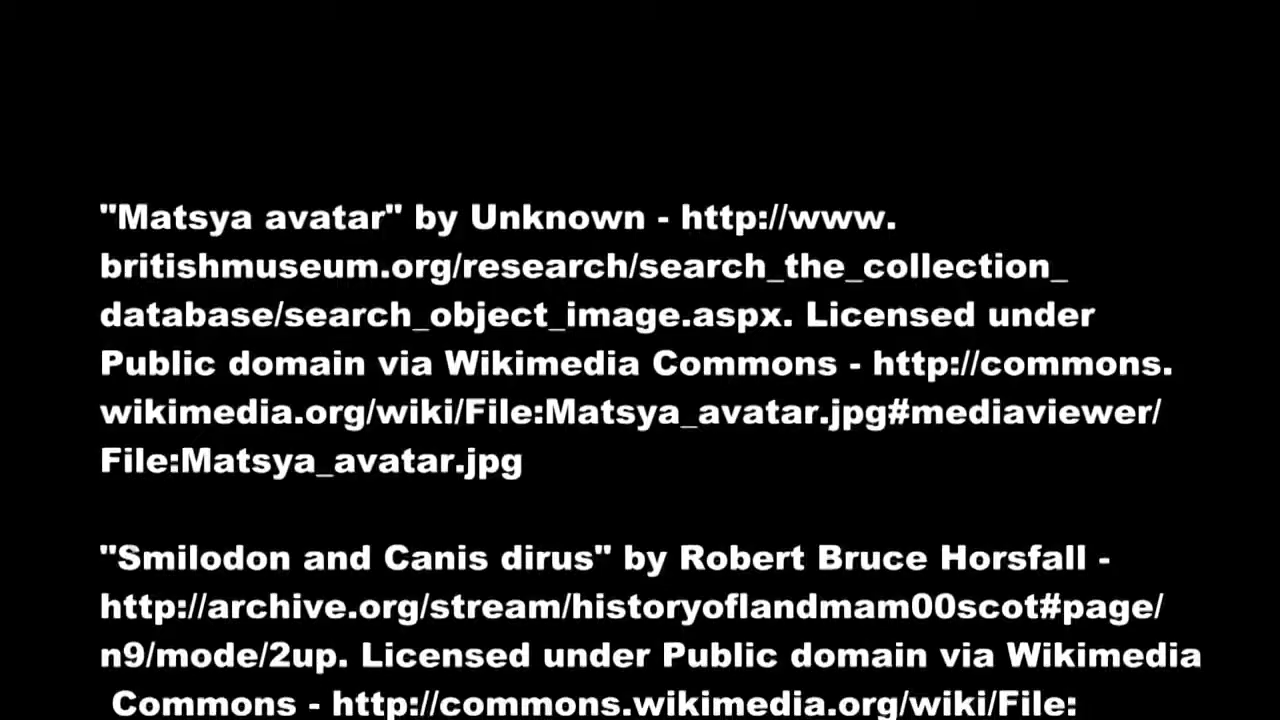 "Matsya avatar" by Unknown - http://www.
britishmuseum.org/research/search_the_collection_
database/search_object_image.aspx. Licensed under
Public domain via Wikimedia Commons - http://commons.
wikimedia.org/wiki/File:Matsya_avatar.jpg#mediaviewer/
File:Matsya_avatar.jpg
"Smilodon and Canis dirus" by Robert Bruce Horsfall -
http://archive.org/stream/historyoflandmam00scot#page/
n9/mode/2up. Licensed under Public domain via Wikimedia
Commons - http://commons.wikimedia.org/wiki/File: